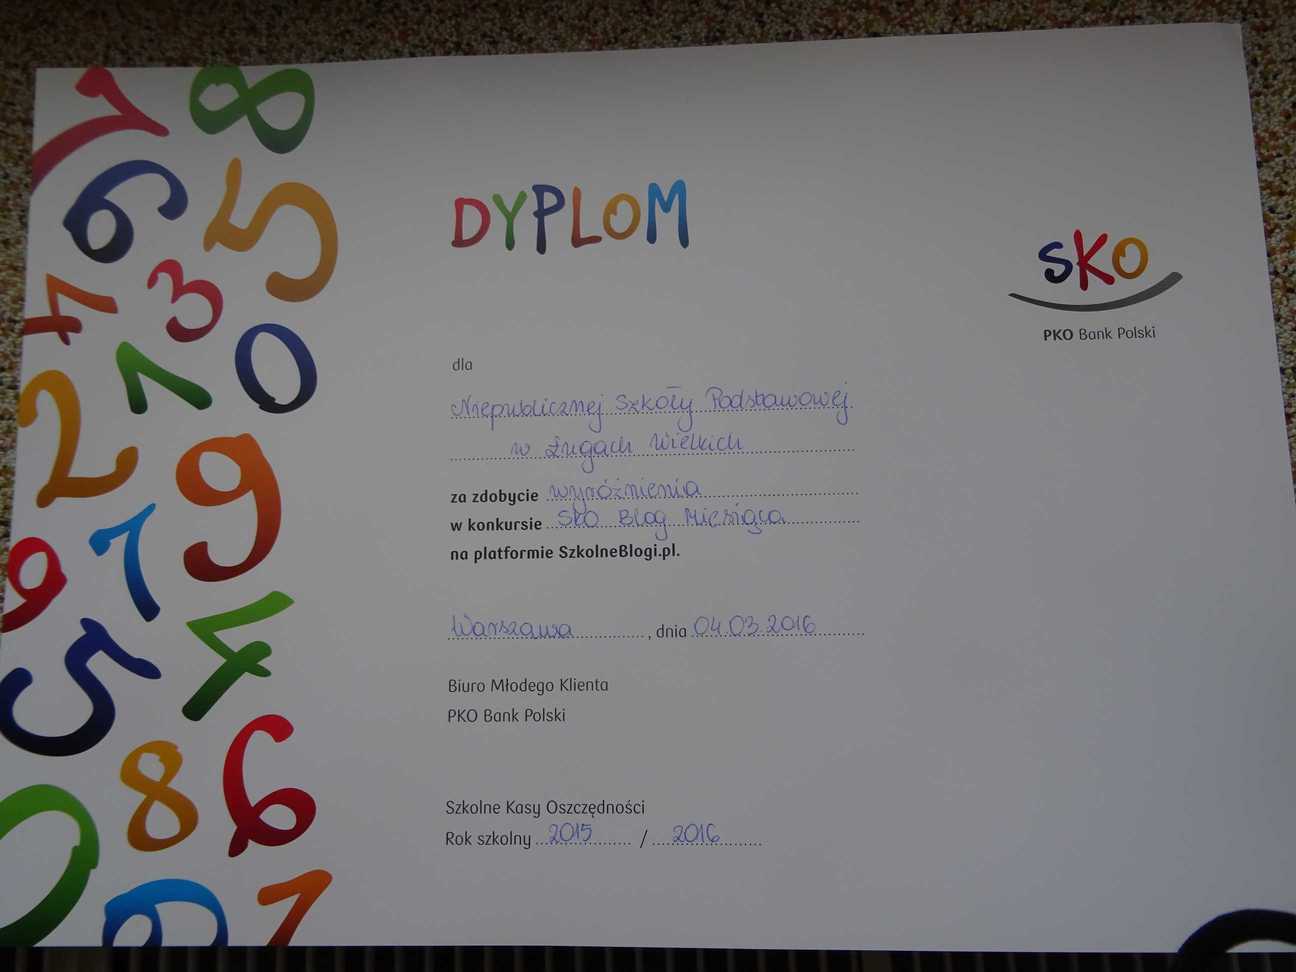 DYPLOM
SKO
PKO Bank Polski
dla
Niepublicznej Szkoły Podstawowej
w Ługach Wielkich
za zdobycie wyróżnienia
w konkursie SKO Blog Miesiąca
na platformie SzkolneBlogi.pl.
Warszawa, dnia 04.03.2016
Biuro Młodego Klienta
PKO Bank Polski
Szkolne Kasy Oszczędności
Rok szkolny 2015 / 2016